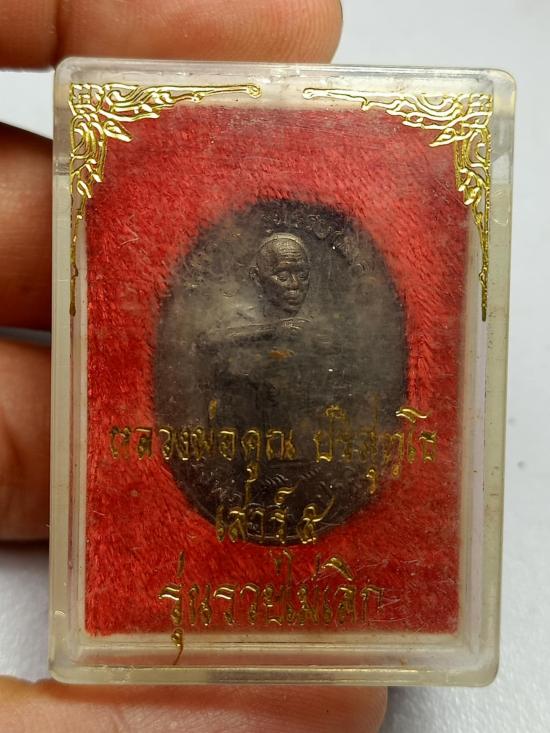 หลวงพ่อคูณ ปริสุทฺโธ
เสาร์ ๕
รุ่นรวยไม่เลิก